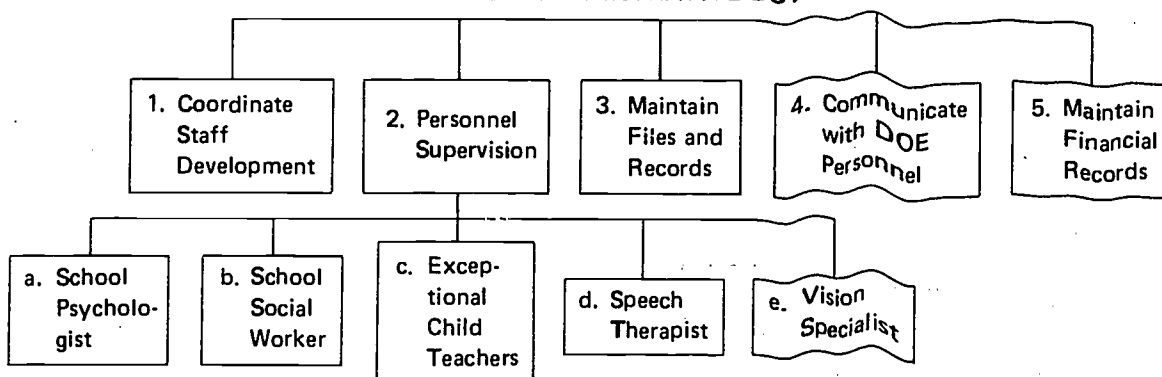 1. Coordinate
Staff
Development
2. Personnel
Supervision
3. Maintain
Files and
Records
4. Communicate
with DOE
Personnel
5. Maintain
Financial
Records
a. School
Psycholo-
gist
b. School
Social
Worker
c. Excep-
tional
Child
Teachers
d. Speech
Therapist
e. Vision
Specialist